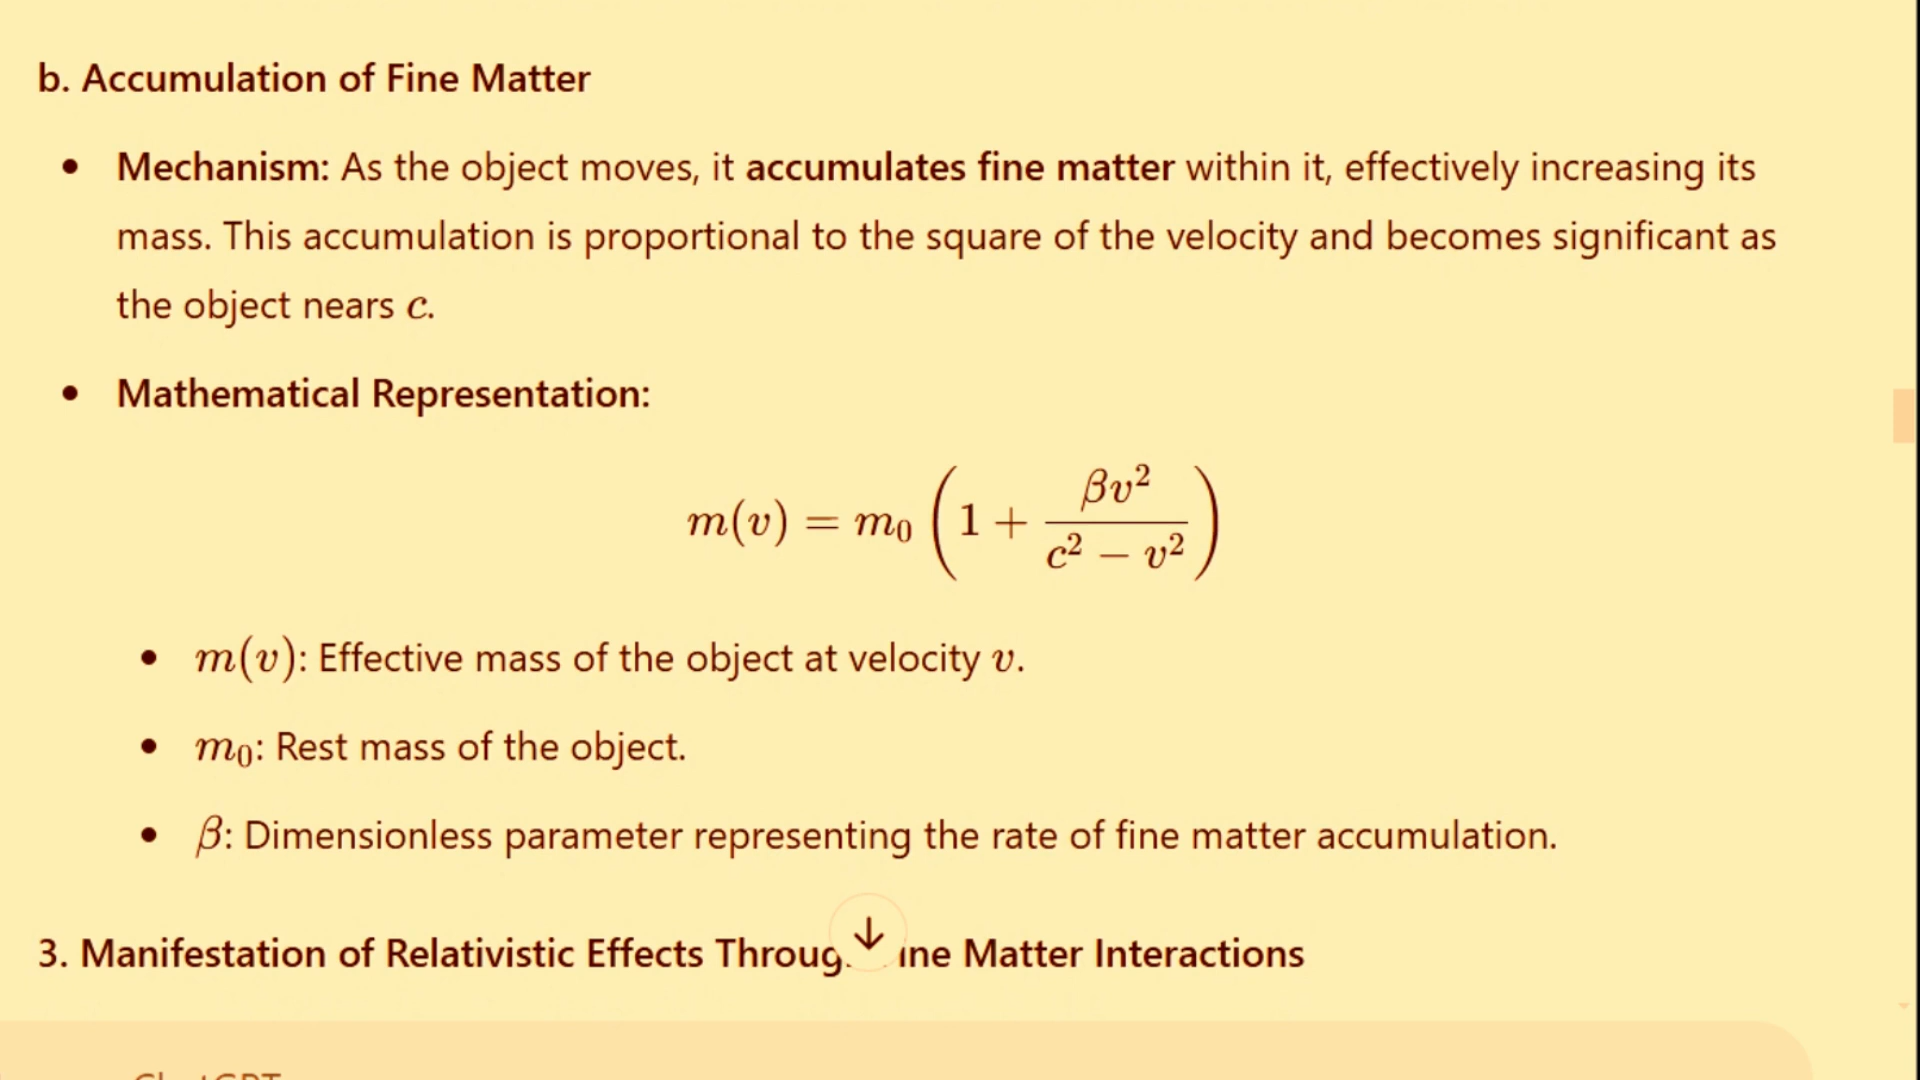 b. Accumulation of Fine Matter
• Mechanism: As the object moves, it accumulates fine matter within it, effectively increasing its
mass. This accumulation is proportional to the square of the velocity and becomes significant as
the object nears c.
• Mathematical Representation:
m(v) = m₀ (1 + βv² / (c² − v²))
• m(v): Effective mass of the object at velocity v.
• m₀: Rest mass of the object.
• β: Dimensionless parameter representing the rate of fine matter accumulation.
3. Manifestation of Relativistic Effects Matter Interactions